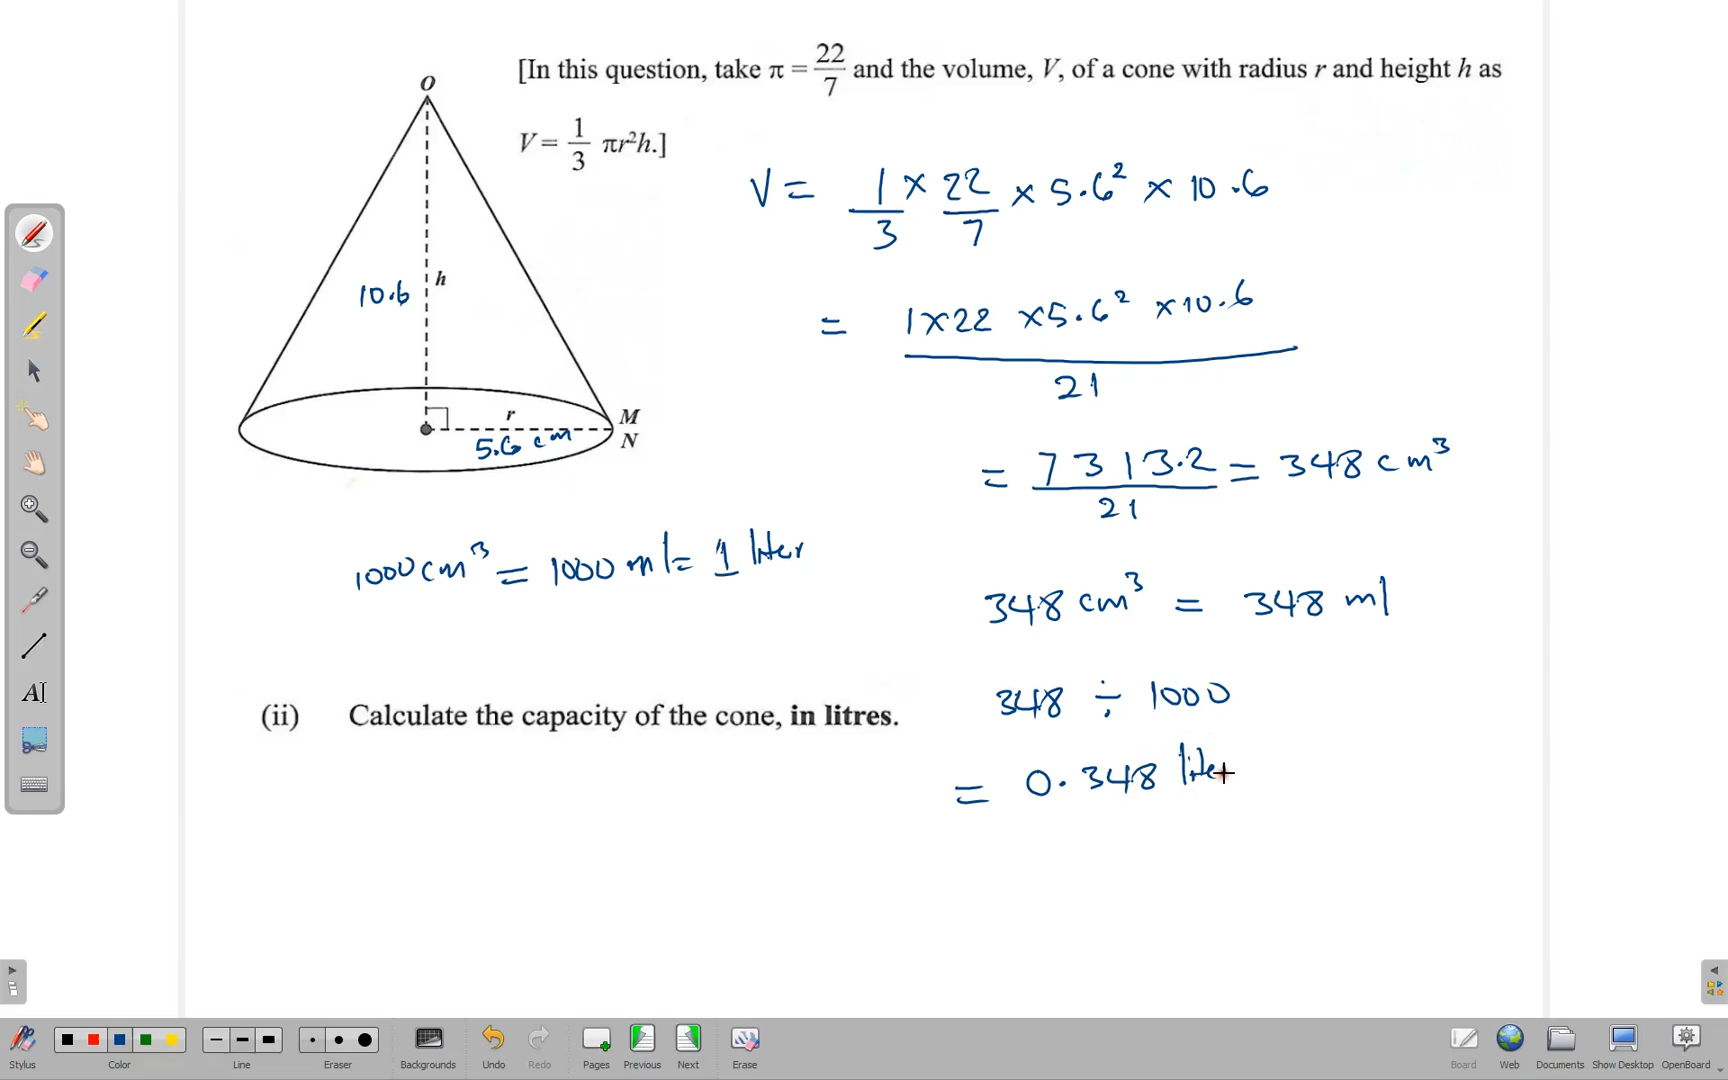 [In this question, take π = 22/7 and the volume, V, of a cone with radius r and height h as
V = 1/3 πr²h.]
O
h
10.6
r
5.6 cm
M
N
V = 1/3 × 22/7 × 5.6² × 10.6
= 1×22 ×5.6² ×10.6 / 21
= 7313.2 / 21 = 348 cm³
1000 cm³ = 1000 ml = 1 liter
348 cm³ = 348 ml
348 ÷ 1000
= 0.348 lite
(ii) Calculate the capacity of the cone, in litres.
AI
Stylus
Color
Line
Eraser
Backgrounds
Undo
Redo
Pages
Previous
Next
Erase
Board
Web
Documents
Show Desktop
OpenBoard